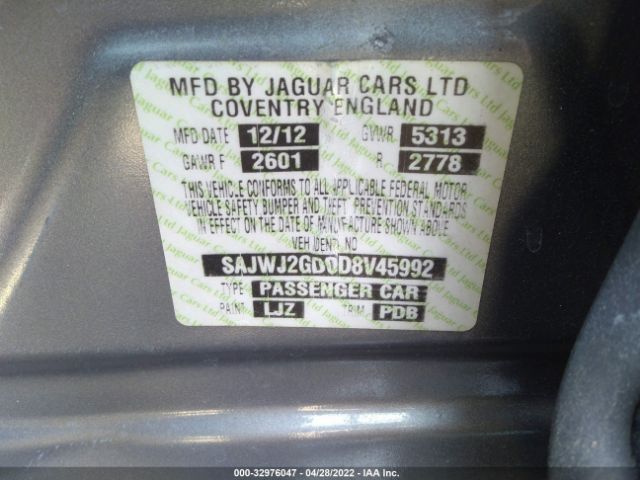 MFD BY JAGUAR CARS LTD
COVENTRY ENGLAND
MFD DATE 12/12 GVWR 5313
GAWR F 2601 R 2778
THIS VEHICLE CONFORMS TO ALL APPLICABLE FEDERAL MOTOR
VEHICLE SAFETY BUMPER AND THEFT PREVENTION STANDARDS
IN EFFECT ON THE DATE OF MANUFACTURE SHOWN ABOVE
VEH IDENT NO
SAJWJ2GD0D8V45992
TYPE PASSENGER CAR
PAINT LJZ TRIM PDB
000-32976047 - 04/28/2022 - IAA Inc.